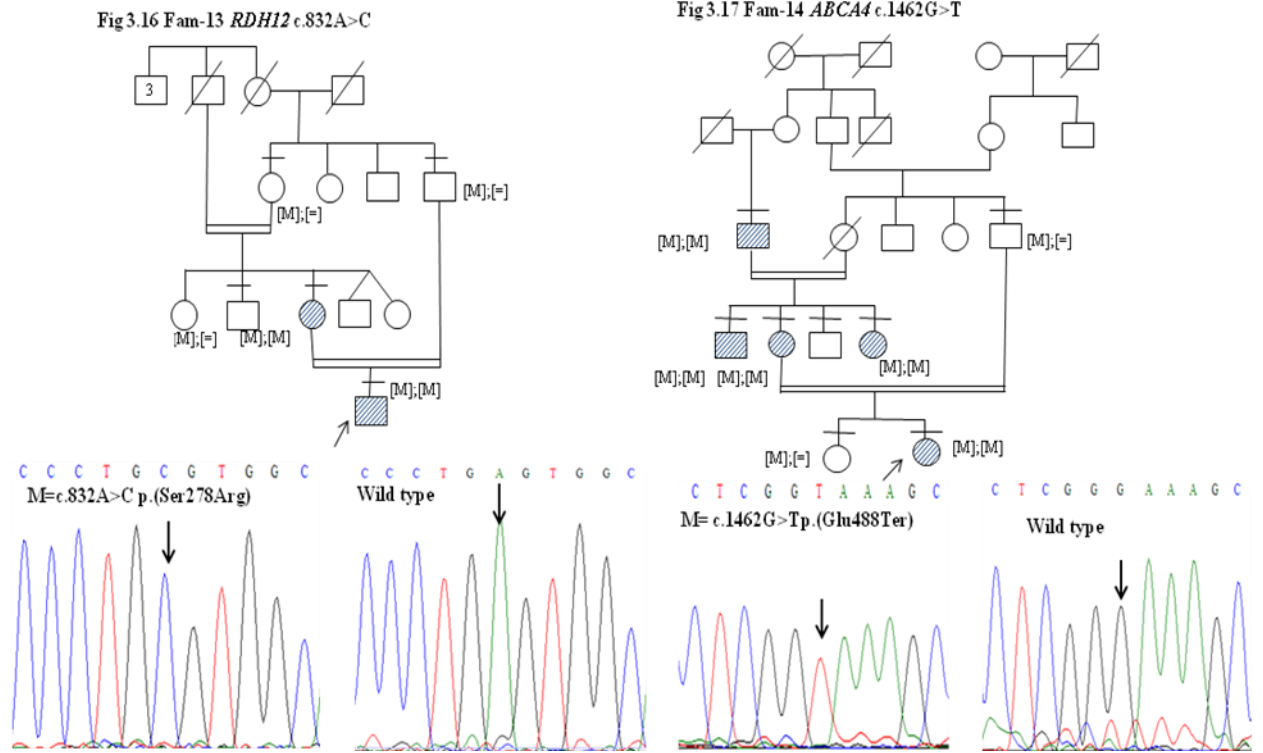 Fig 3.16 Fam-13 RDH12 c.832A>C
3
[M];[=]
[M];[=]
[M];[=]
[M];[M]
[M];[M]
C C C T G C G T G G C
M=c.832A>C p.(Ser278Arg)
C C C T G A G T G G C
Wild type
Fig 3.17 Fam-14 ABCA4 c.1462G>T
[M];[M]
[M];[=]
[M];[M]
[M];[M]
[M];[M]
[M];[=]
[M];[M]
C T C G G T A A A G C
M= c.1462G>Tp.(Glu488Ter)
C T C G G G A A A G C
Wild type